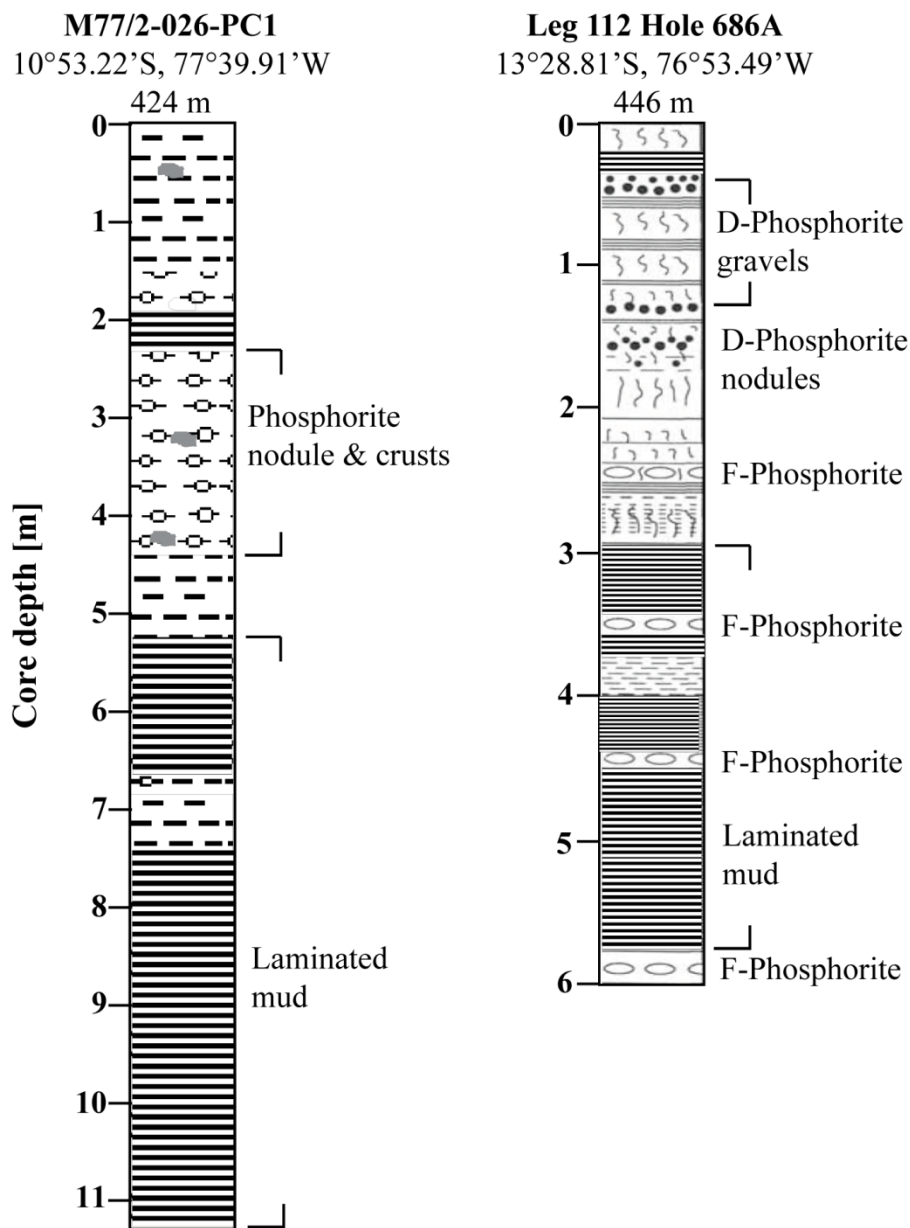 M77/2-026-PC1
10°53.22’S, 77°39.91’W
424 m
0
1
2
3
4
5
6
7
8
9
10
11
Core depth [m]
Phosphorite
nodule & crusts
Laminated
mud
Leg 112 Hole 686A
13°28.81’S, 76°53.49’W
446 m
0
1
2
3
4
5
6
D-Phosphorite
gravels
D-Phosphorite
nodules
F-Phosphorite
F-Phosphorite
F-Phosphorite
Laminated
mud
F-Phosphorite